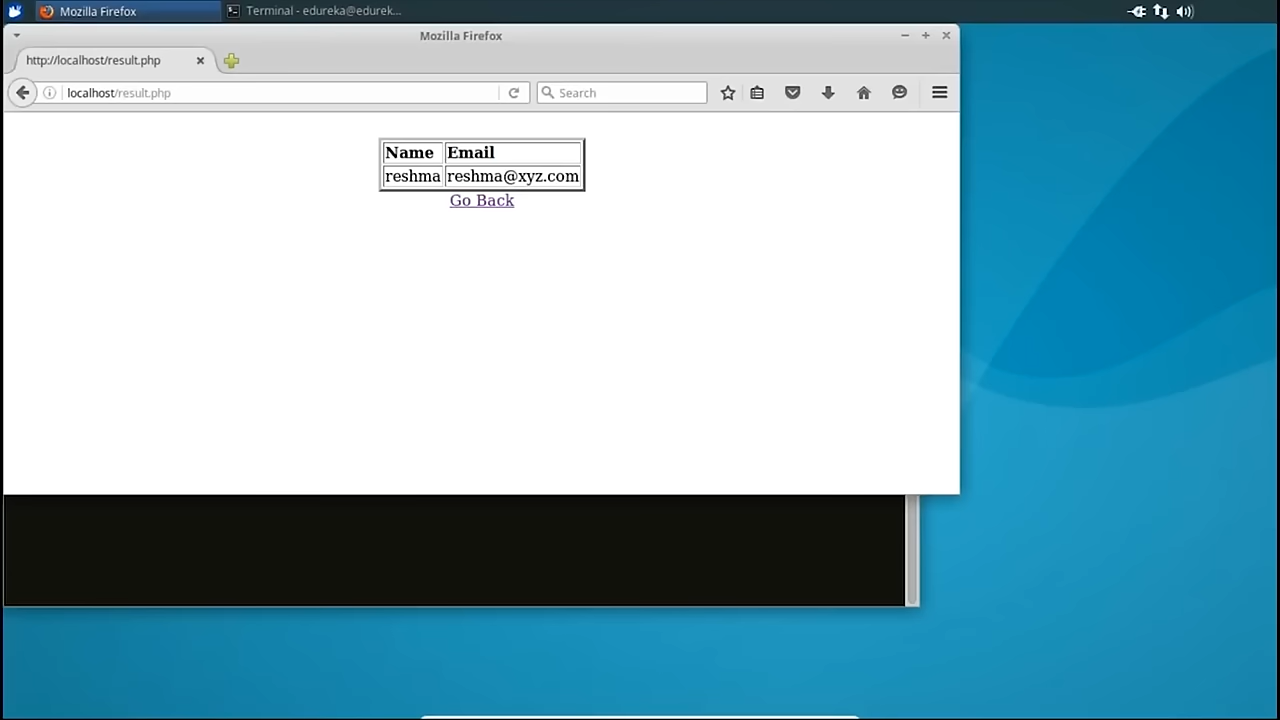 Mozilla Firefox
Terminal - edureka@edurek...
Mozilla Firefox
http://localhost/result.php
localhost/result.php
Search
Name Email
reshma reshma@xyz.com
Go Back